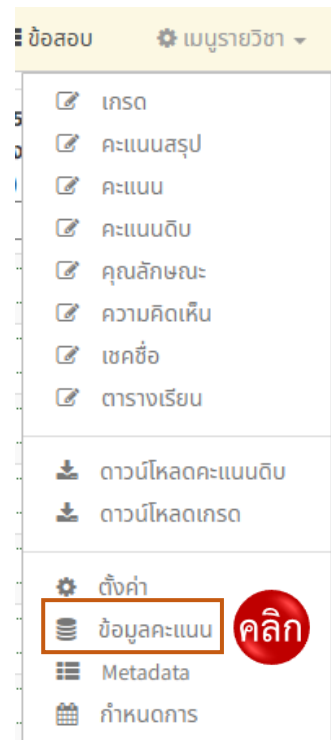 ข้อสอบ เมนูรายวิชา
เกรด
คะแนนสรุป
คะแนน
คะแนนดิบ
คุณลักษณะ
ความคิดเห็น
เชคชื่อ
ตารางเรียน
ดาวน์โหลดคะแนนดิบ
ดาวน์โหลดเกรด
ตั้งค่า
ข้อมูลคะแนน คลิก
Metadata
กำหนดการ